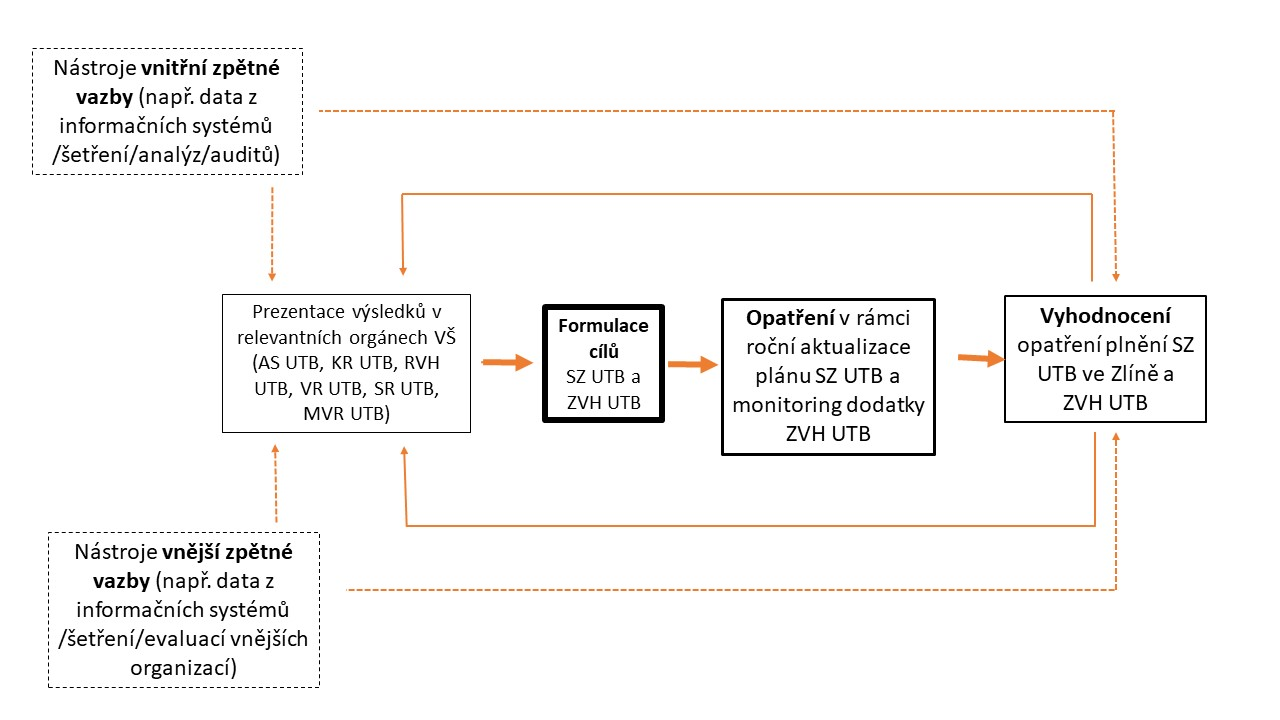 Nástroje vnitřní zpětné
vazby (např. data z
informačních systémů
/šetření/analýz/auditů)
Prezentace výsledků v
relevantních orgánech VŠ
(AS UTB, KR UTB, RVH
UTB, VR UTB, SR UTB,
MVR UTB)
Formulace
cílů
SZ UTB a
ZVH UTB
Opatření v rámci
roční aktualizace
plánu SZ UTB a
monitoring dodatky
ZVH UTB
Vyhodnocení
opatření plnění SZ
UTB ve Zlíně a
ZVH UTB
Nástroje vnější zpětné
vazby (např. data z
informačních systémů
/šetření/evaluací vnějších
organizací)